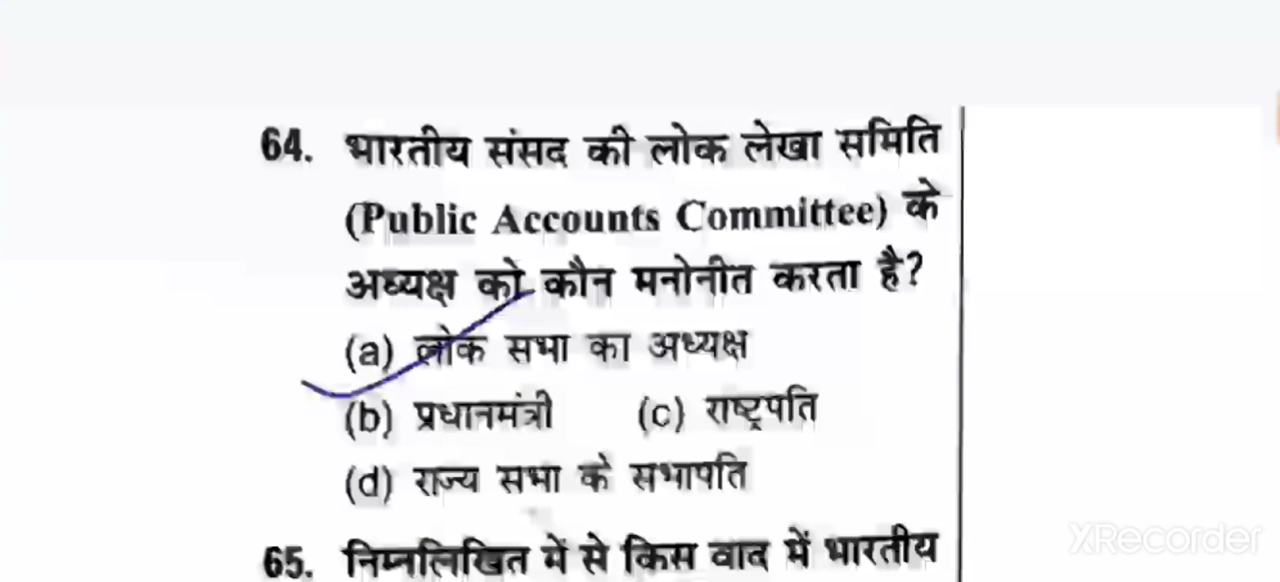 64. भारतीय संसद की लोक लेखा समिति
(Public Accounts Committee) के
अध्यक्ष को कौन मनोनीत करता है?
(a) लोक सभा का अध्यक्ष
(b) प्रधानमंत्री (c) राष्ट्रपति
(d) राज्य सभा के सभापति
65. निम्नलिखित में से किस वाद में भारतीय
XRecorder